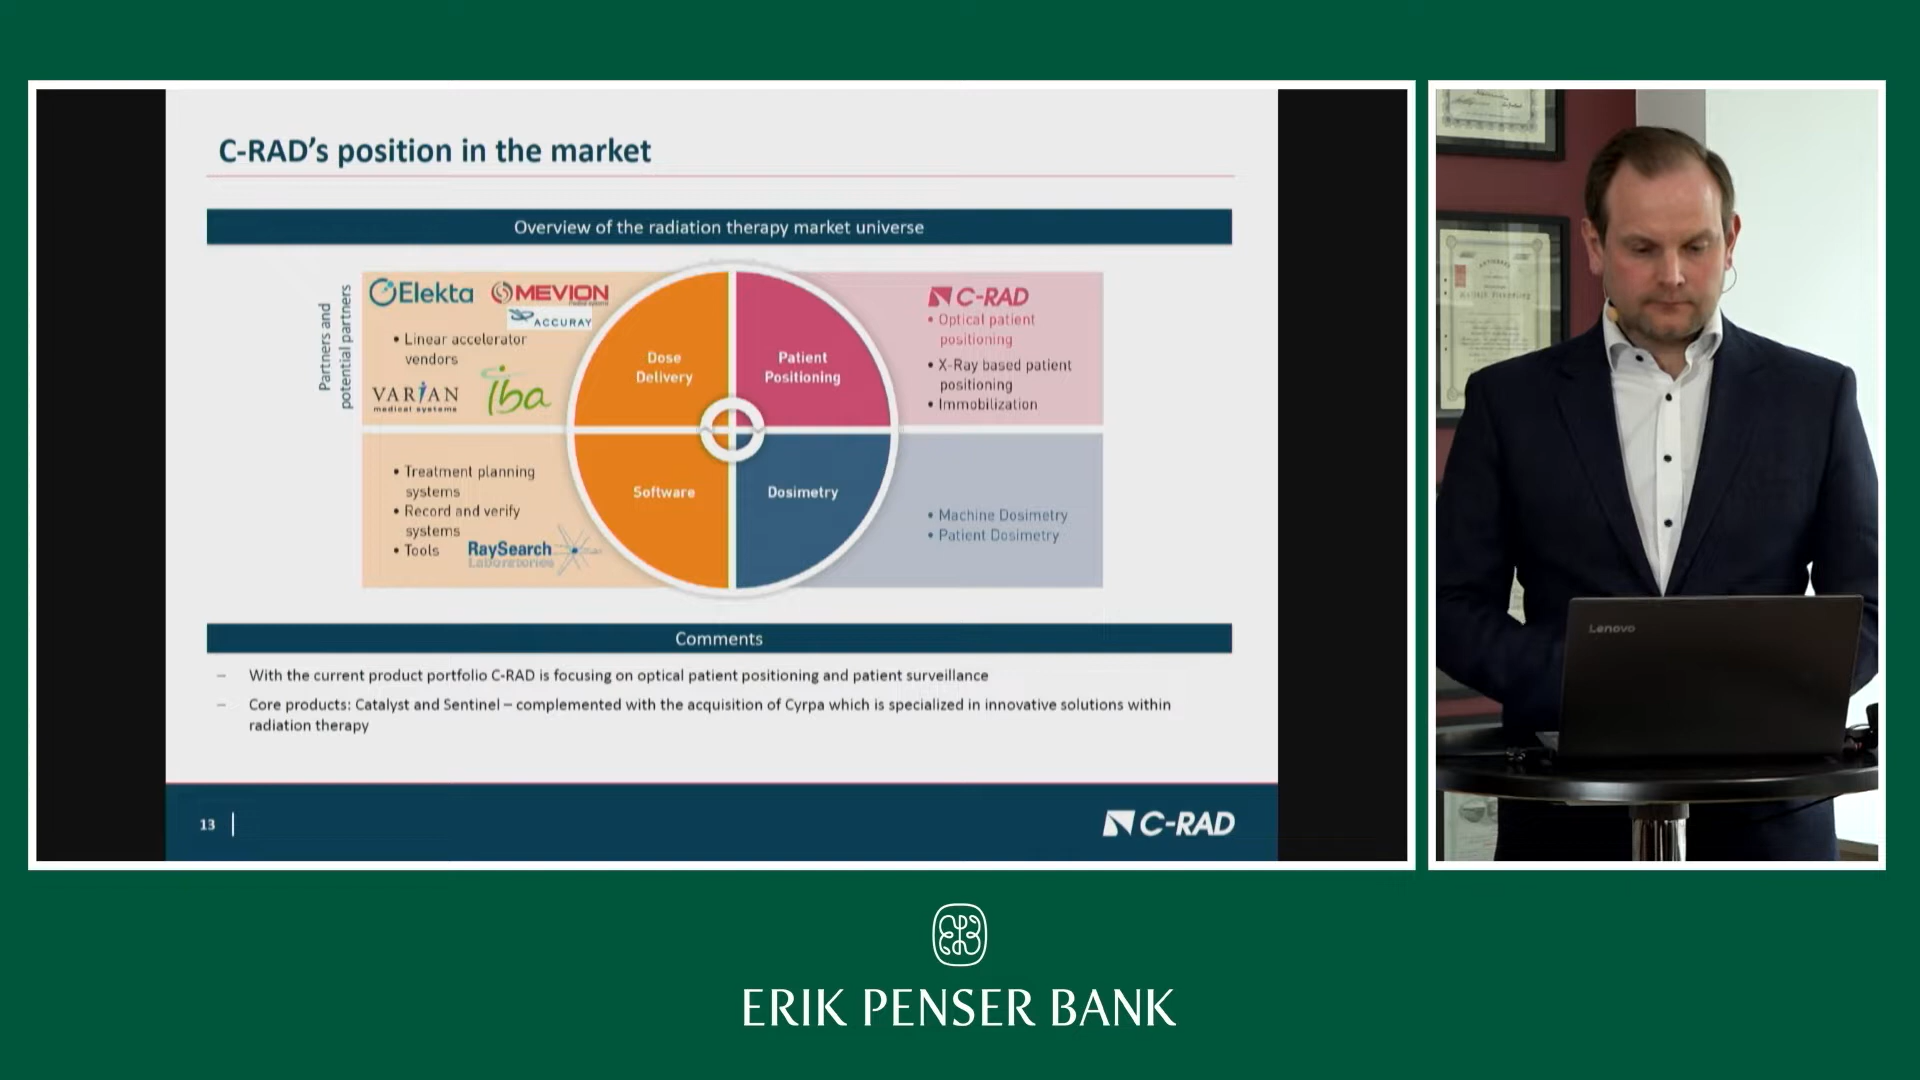 C-RAD's position in the market
Overview of the radiation therapy market universe
Partners and
potential partners
Elekta
MEVION
ACCURAY
• Linear accelerator
vendors
VARIAN
medical systems
iba
Dose
Delivery
Patient
Positioning
C-RAD
• Optical patient
positioning
• X-Ray based patient
positioning
• Immobilization
• Treatment planning
systems
• Record and verify
systems
• Tools
RaySearch
Laboratories
Software
Dosimetry
• Machine Dosimetry
• Patient Dosimetry
Comments
– With the current product portfolio C-RAD is focusing on optical patient positioning and patient surveillance
– Core products: Catalyst and Sentinel – complemented with the acquisition of Cyrpa which is specialized in innovative solutions within
radiation therapy
13
C-RAD
Lenovo
ERIK PENSER BANK